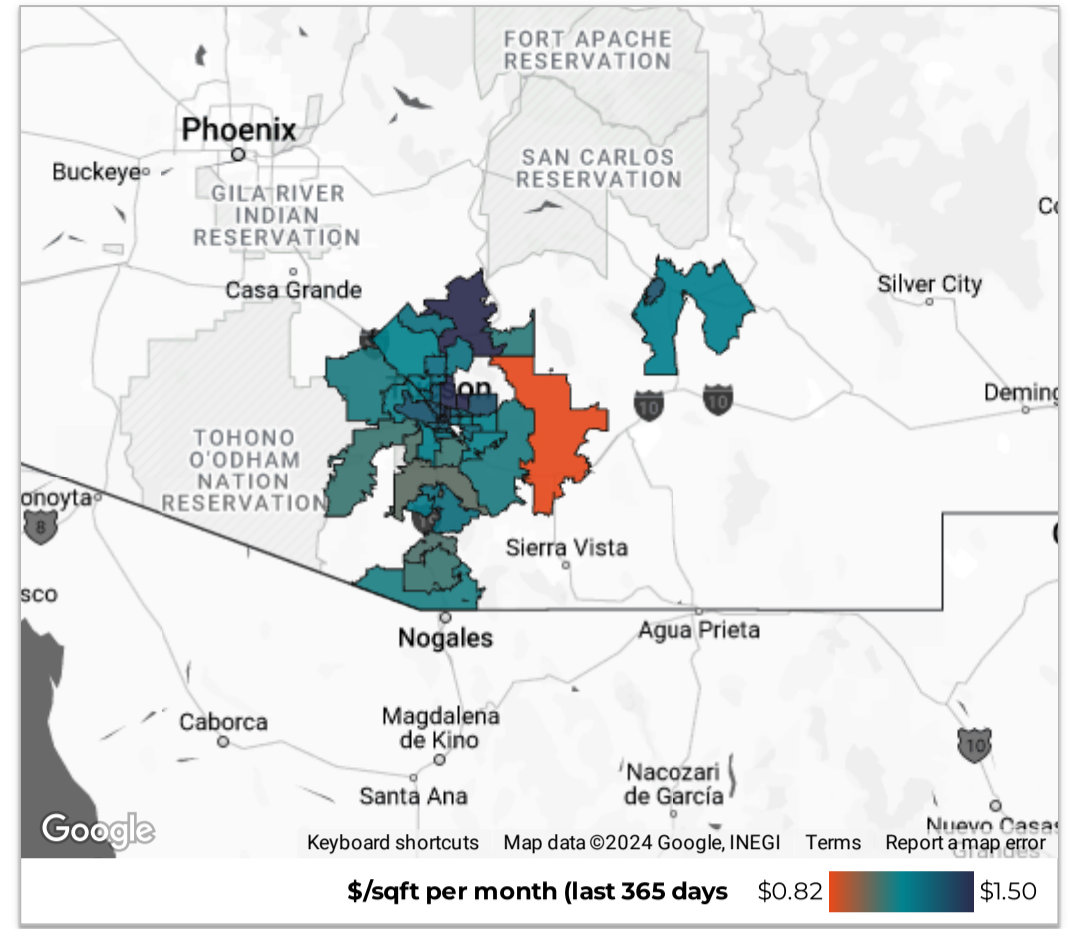 FORT APACHE
RESERVATION
Phoenix
Buckeye
SAN CARLOS
RESERVATION
GILA RIVER
INDIAN
RESERVATION
Co
Casa Grande
Silver City
on
Deming
10
10
TOHONO
O'ODHAM
NATION
RESERVATION
onoyta
8
Sierra Vista
sco
Nogales
Agua Prieta
Caborca
Magdalena
de Kino
10
Santa Ana
Nacozari
de García
Nuevo Casas
Grandes
Google
Keyboard shortcuts Map data ©2024 Google, INEGI Terms Report a map error
$/sqft per month (last 365 days $0.82 $1.50